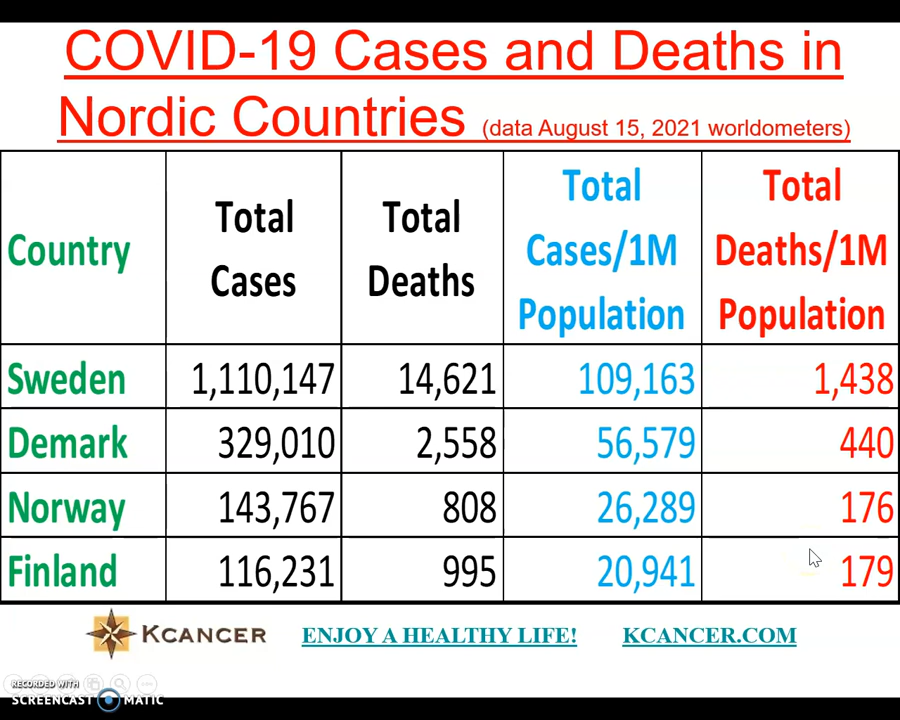 COVID-19 Cases and Deaths in
Nordic Countries (data August 15, 2021 worldometers)
Country Total Cases Total Deaths Total Cases/1M Population Total Deaths/1M Population
Sweden 1,110,147 14,621 109,163 1,438
Demark 329,010 2,558 56,579 440
Norway 143,767 808 26,289 176
Finland 116,231 995 20,941 179
KCANCER ENJOY A HEALTHY LIFE! KCANCER.COM
RECORDED WITH
SCREENCAST MATIC